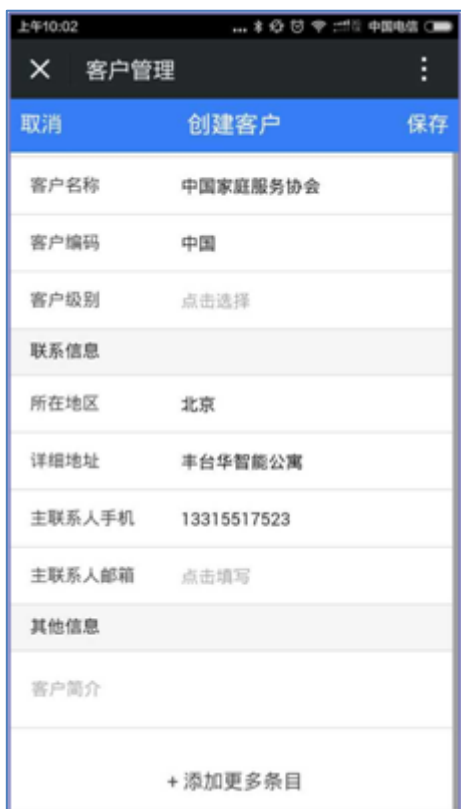 上午10:02 ... 中国电信
× 客户管理
取消 创建客户 保存
客户名称 中国家庭服务协会
客户编码 中国
客户级别 点击选择
联系信息
所在地区 北京
详细地址 丰台华智能公寓
主联系人手机 13315517523
主联系人邮箱 点击填写
其他信息
客户简介
+ 添加更多条目